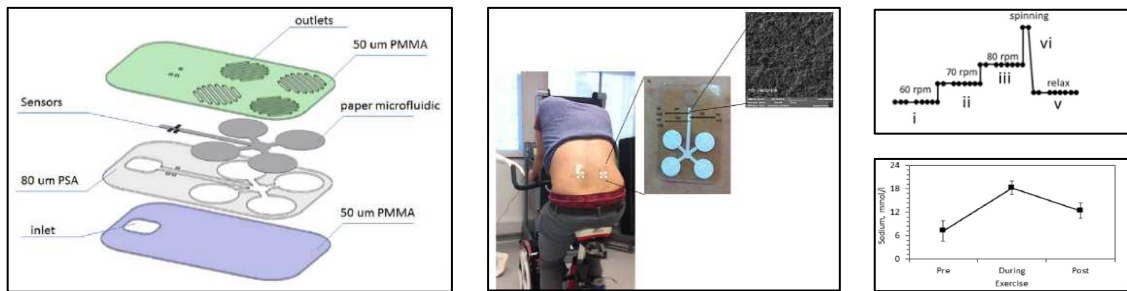 outlets
50 um PMMA
Sensors
paper microfluidic
80 um PSA
50 um PMMA
inlet
spinning
vi
80 rpm
iii
70 rpm
60 rpm
relax
ii
v
i
24
18
12
6
0
Sodium, mmol/l
Pre
During
Post
Exercise